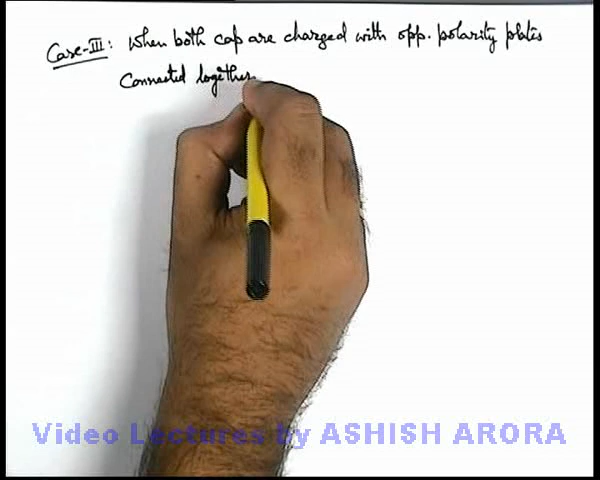 Case-III: When both cap are charged with opp. polarity plates
Connected together
Video Lectures by ASHISH ARORA